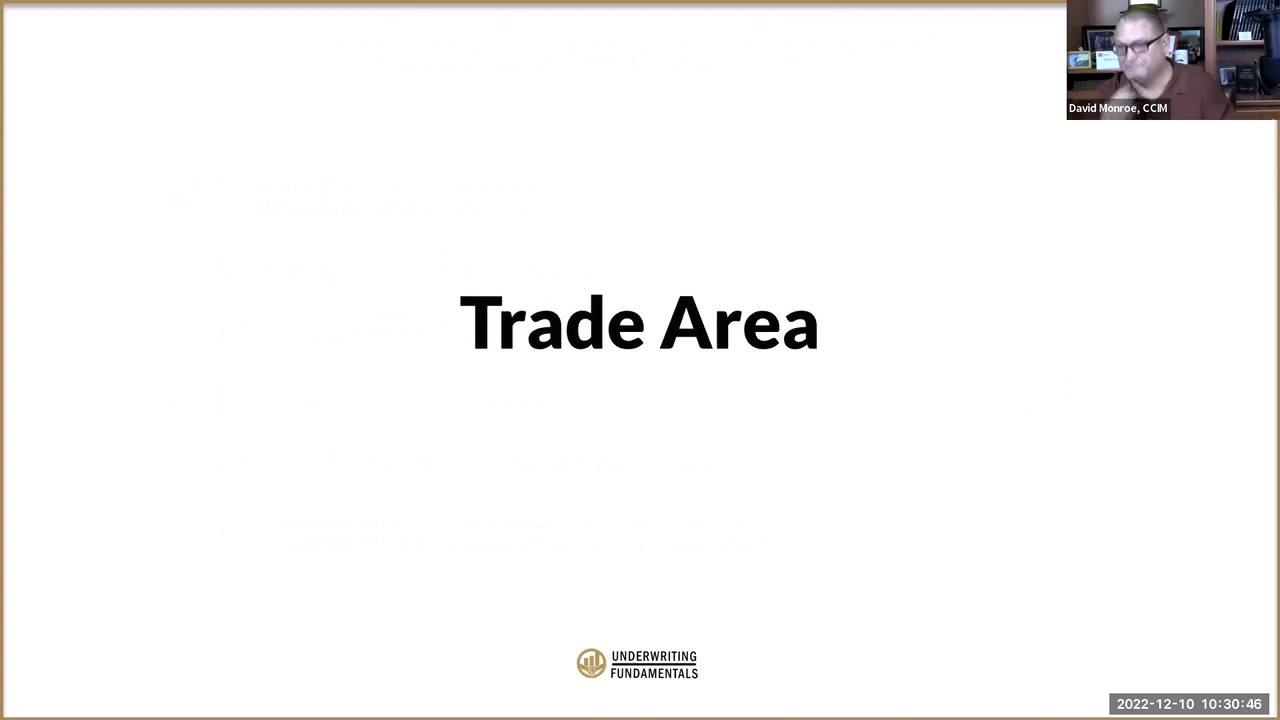 David Monroe, CCIM
Trade Area
UNDERWRITING
FUNDAMENTALS
2022-12-10 10:30:46